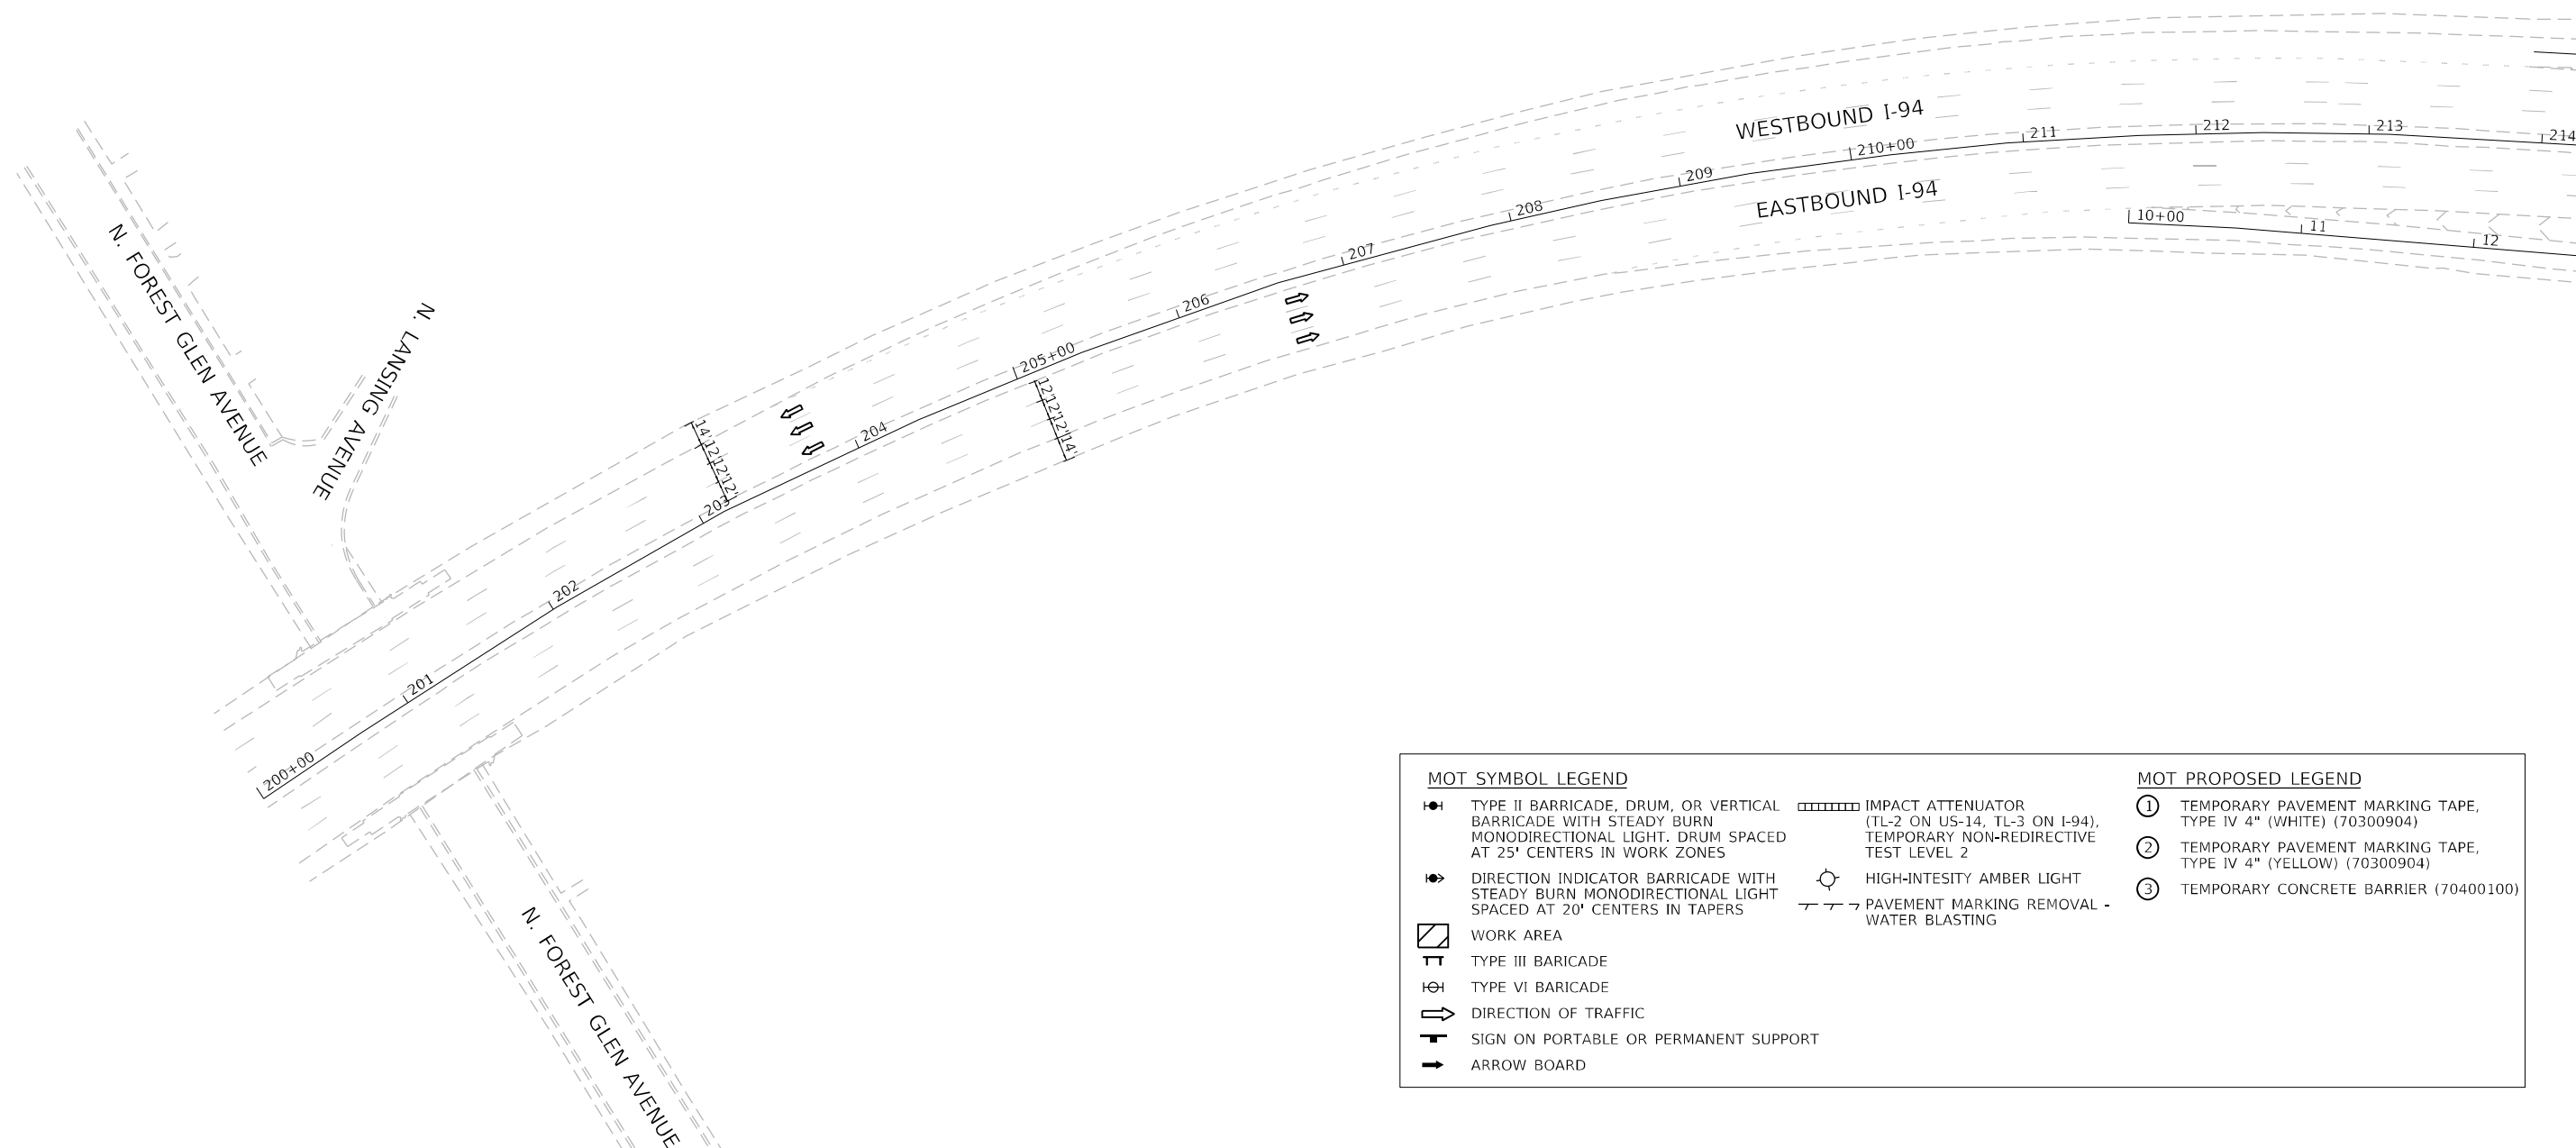 N. FOREST GLEN AVENUE
N. LANSING AVENUE
WESTBOUND I-94
EASTBOUND I-94
200+00
201
202
203
204
205+00
206
207
208
209
210+00
211
212
213
214
10+00
11
12
14'
12'
12'
12'
12'
12'
12'
14'
N. FOREST GLEN AVENUE
MOT SYMBOL LEGEND
TYPE II BARRICADE, DRUM, OR VERTICAL
BARRICADE WITH STEADY BURN
MONODIRECTIONAL LIGHT. DRUM SPACED
AT 25' CENTERS IN WORK ZONES
DIRECTION INDICATOR BARRICADE WITH
STEADY BURN MONODIRECTIONAL LIGHT
SPACED AT 20' CENTERS IN TAPERS
WORK AREA
TYPE III BARICADE
TYPE VI BARICADE
DIRECTION OF TRAFFIC
SIGN ON PORTABLE OR PERMANENT SUPPORT
ARROW BOARD
IMPACT ATTENUATOR
(TL-2 ON US-14, TL-3 ON I-94),
TEMPORARY NON-REDIRECTIVE
TEST LEVEL 2
HIGH-INTESITY AMBER LIGHT
PAVEMENT MARKING REMOVAL -
WATER BLASTING
MOT PROPOSED LEGEND
1 TEMPORARY PAVEMENT MARKING TAPE,
TYPE IV 4" (WHITE) (70300904)
2 TEMPORARY PAVEMENT MARKING TAPE,
TYPE IV 4" (YELLOW) (70300904)
3 TEMPORARY CONCRETE BARRIER (70400100)